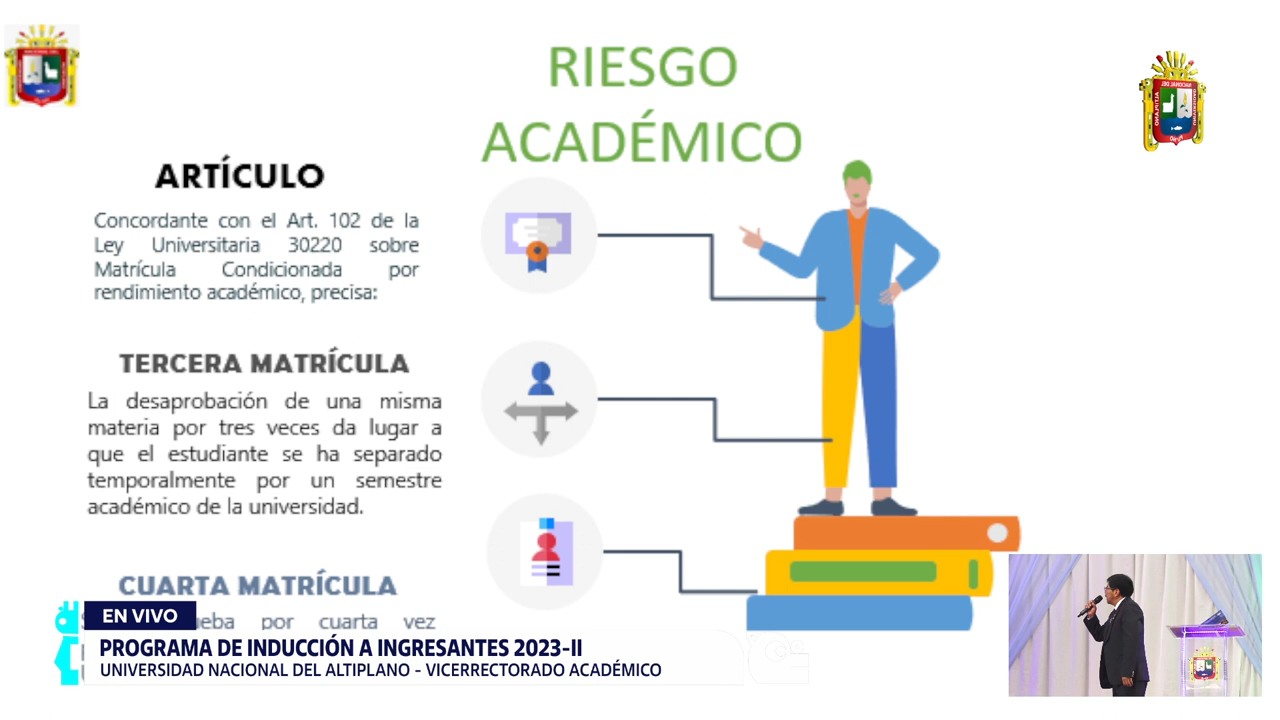 RIESGO
ACADÉMICO
ARTÍCULO
Concordante con el Art. 102 de la
Ley Universitaria 30220 sobre
Matrícula Condicionada por
rendimiento académico, precisa:
TERCERA MATRÍCULA
La desaprobación de una misma
materia por tres veces da lugar a
que el estudiante se ha separado
temporalmente por un semestre
académico de la universidad.
CUARTA MATRÍCULA
por cuarta vez
EN VIVO
PROGRAMA DE INDUCCIÓN A INGRESANTES 2023-II
UNIVERSIDAD NACIONAL DEL ALTIPLANO - VICERRECTORADO ACADÉMICO